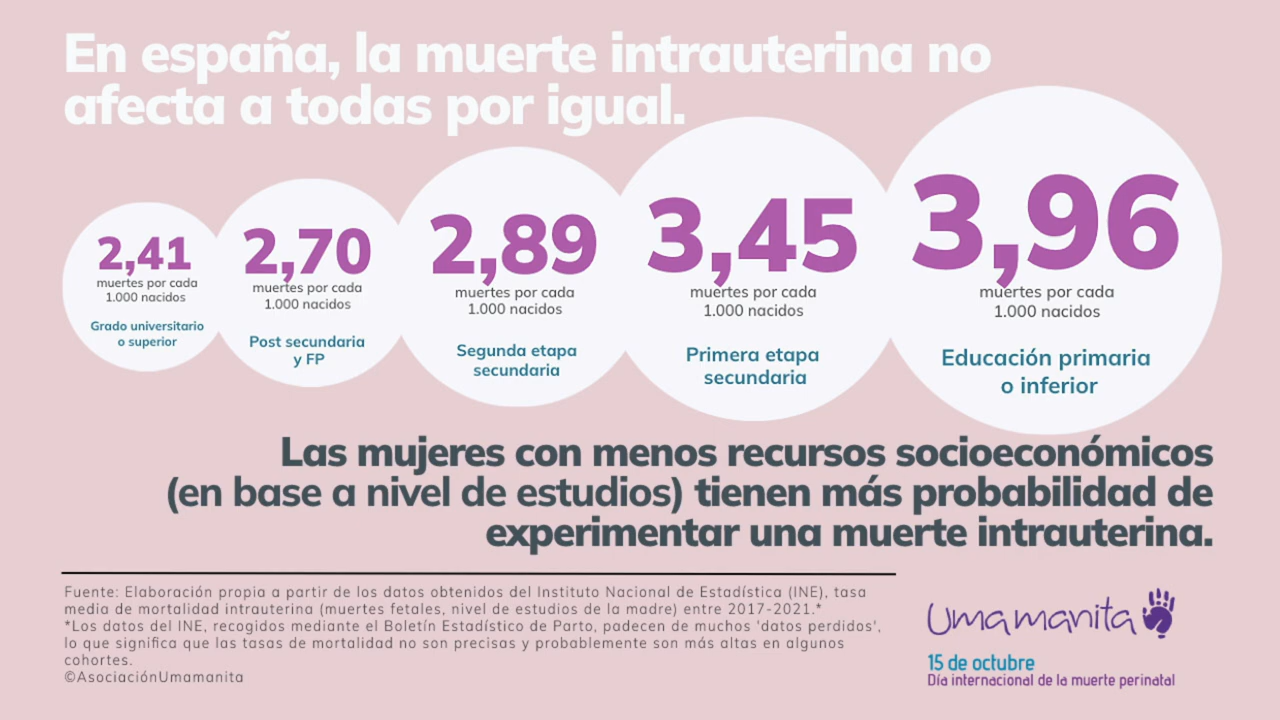 En españa, la muerte intrauterina no
afecta a todas por igual.
2,41
muertes por cada
1.000 nacidos
Grado universitario
o superior
2,70
muertes por cada
1.000 nacidos
Post secundaria
y FP
2,89
muertes por cada
1.000 nacidos
Segunda etapa
secundaria
3,45
muertes por cada
1.000 nacidos
Primera etapa
secundaria
3,96
muertes por cada
1.000 nacidos
Educación primaria
o inferior
Las mujeres con menos recursos socioeconómicos
(en base a nivel de estudios) tienen más probabilidad de
experimentar una muerte intrauterina.
Fuente: Elaboración propia a partir de los datos obtenidos del Instituto Nacional de Estadística (INE), tasa
media de mortalidad intrauterina (muertes fetales, nivel de estudios de la madre) entre 2017-2021.*
*Los datos del INE, recogidos mediante el Boletín Estadístico de Parto, padecen de muchos 'datos perdidos',
lo que significa que las tasas de mortalidad no son precisas y probablemente son más altas en algunos
cohortes.
©AsociaciónUmamanita
Umamanita
15 de octubre
Día internacional de la muerte perinatal